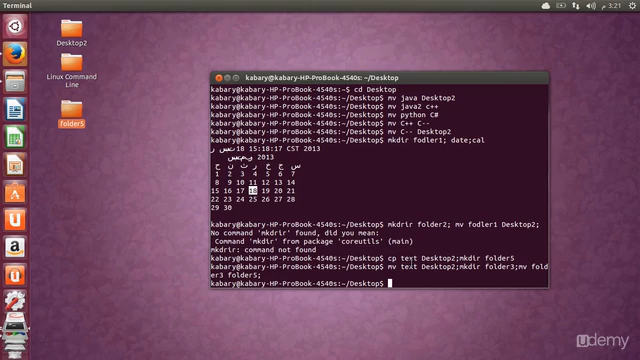 Terminal
م 3:21
Desktop2
Linux Command
Line
folder5
kabary@kabary-HP-ProBook-4540s: ~/Desktop
kabary@kabary-HP-ProBook-4540s:~$ cd Desktop
kabary@kabary-HP-ProBook-4540s:~/Desktop$ mv java Desktop2
kabary@kabary-HP-ProBook-4540s:~/Desktop$ mv java2 c++
kabary@kabary-HP-ProBook-4540s:~/Desktop$ mv python C#
kabary@kabary-HP-ProBook-4540s:~/Desktop$ mv C++ C--
kabary@kabary-HP-ProBook-4540s:~/Desktop$ mv C-- Desktop2
kabary@kabary-HP-ProBook-4540s:~/Desktop$ mkdir fodler1; date;cal
18 15:18:17 CST 2013
2013
س ج خ ر ث ن ح
1 2 3 4 5 6 7
8 9 10 11 12 13 14
15 16 17 18 19 20 21
22 23 24 25 26 27 28
29 30
kabary@kabary-HP-ProBook-4540s:~/Desktop$ mkdrir folder2; mv fodler1 Desktop2;
No command 'mkdrir' found, did you mean:
Command 'mkdir' from package 'coreutils' (main)
mkdrir: command not found
kabary@kabary-HP-ProBook-4540s:~/Desktop$ cp text Desktop2;mkdir folder5
kabary@kabary-HP-ProBook-4540s:~/Desktop$ mv text Desktop2;mkdir folder3;mv fold
er3 folder5;
kabary@kabary-HP-ProBook-4540s:~/Desktop$
udemy